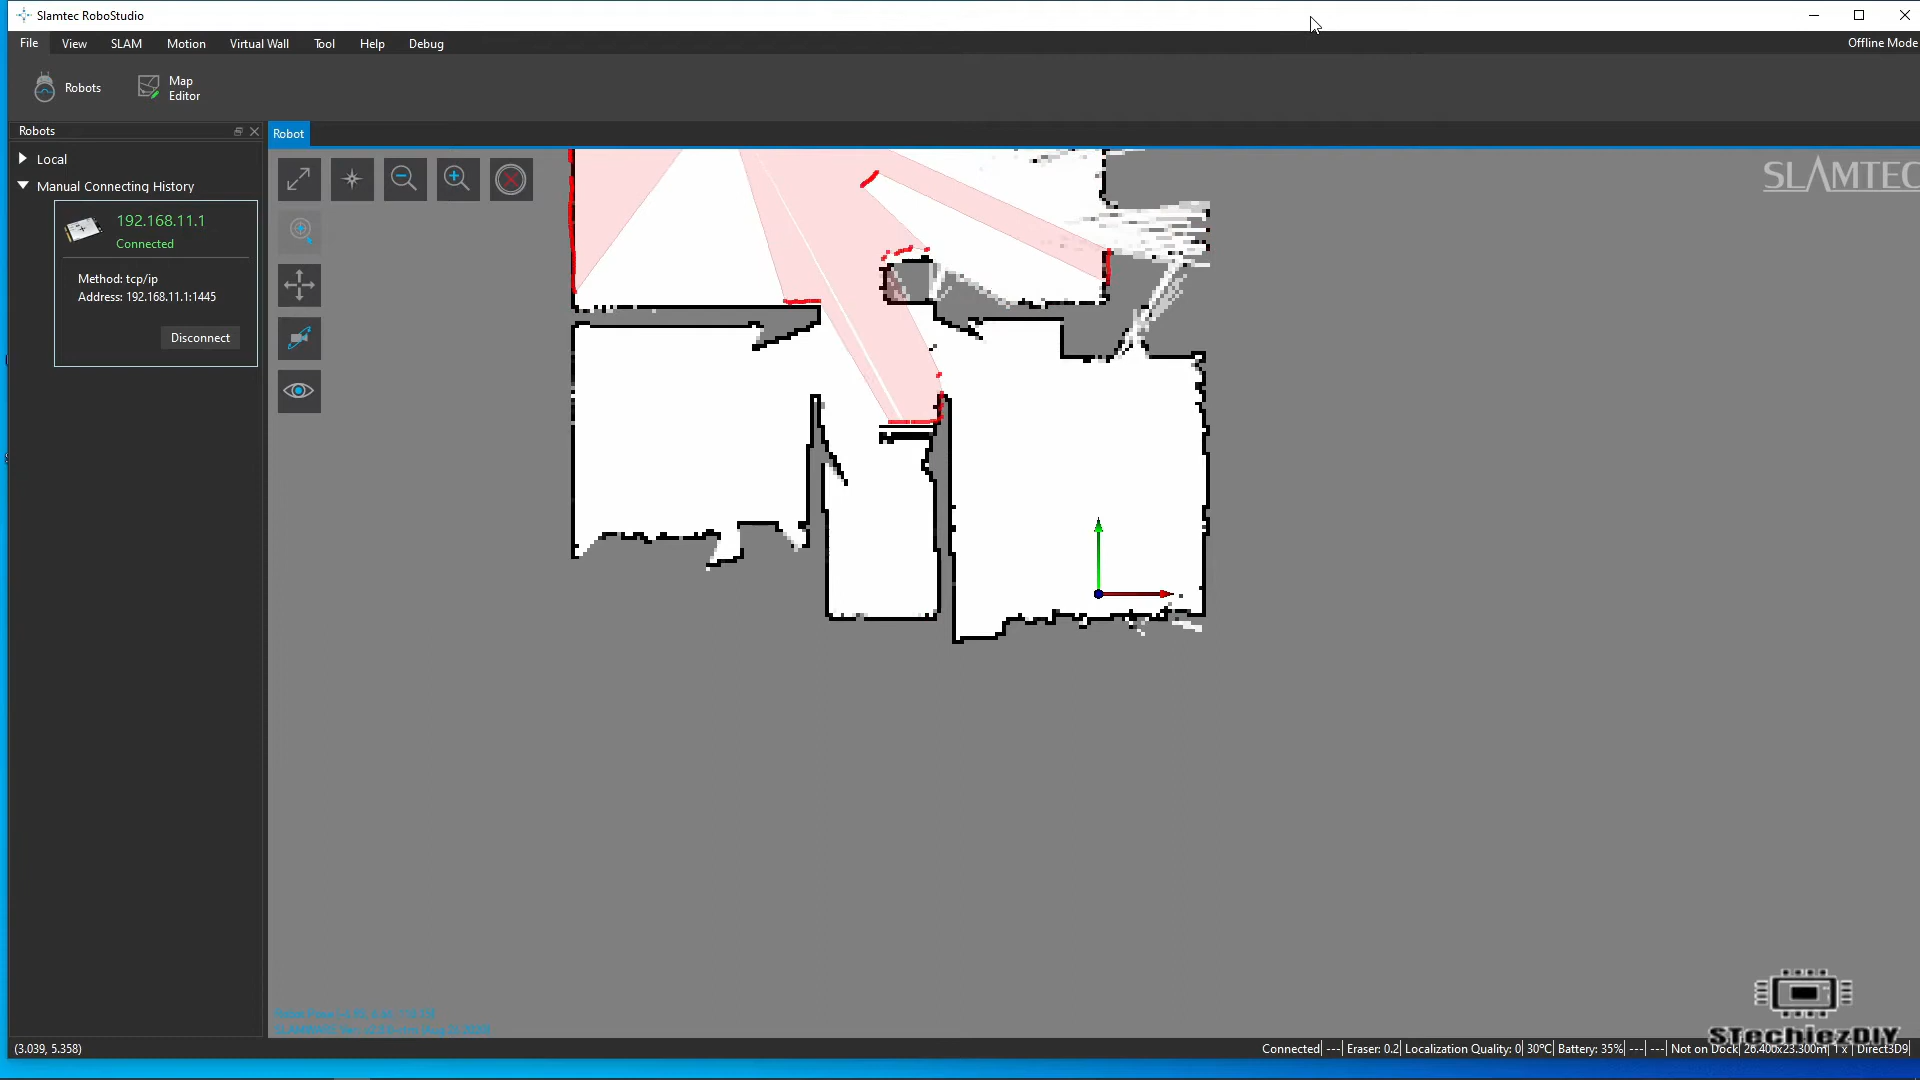 Slamtec RoboStudio
File View SLAM Motion Virtual Wall Tool Help Debug Offline Mode
Robots
Map
Editor
Robots
Robot
Local
SLAMTEC
Manual Connecting History
192.168.11.1
Connected
Method: tcp/ip
Address: 192.168.11.1:1445
Disconnect
STechiezDIY
(3.039, 5.358)
Connected| ---| Eraser: 0.2| Localization Quality: 0| 30°C| Battery: 35%| ---| ---| Not on Dock| 26.400x23.300m| 1 x | Direct3D9|